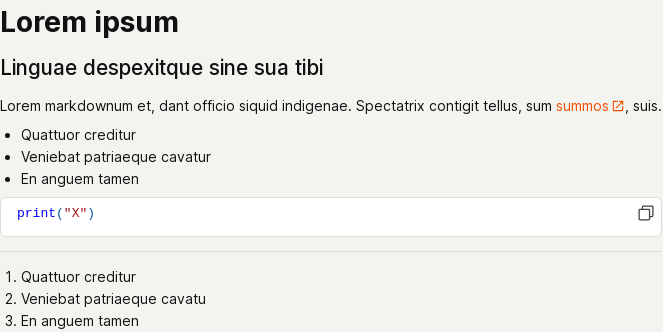 Lorem ipsum
Linguae despexitque sine sua tibi
Lorem markdownum et, dant officio siquid indigenae. Spectatrix contigit tellus, sum summos, suis.
• Quattuor creditur
• Veniebat patriaeque cavatur
• En anguem tamen
print("X")
1. Quattuor creditur
2. Veniebat patriaeque cavatu
3. En anguem tamen